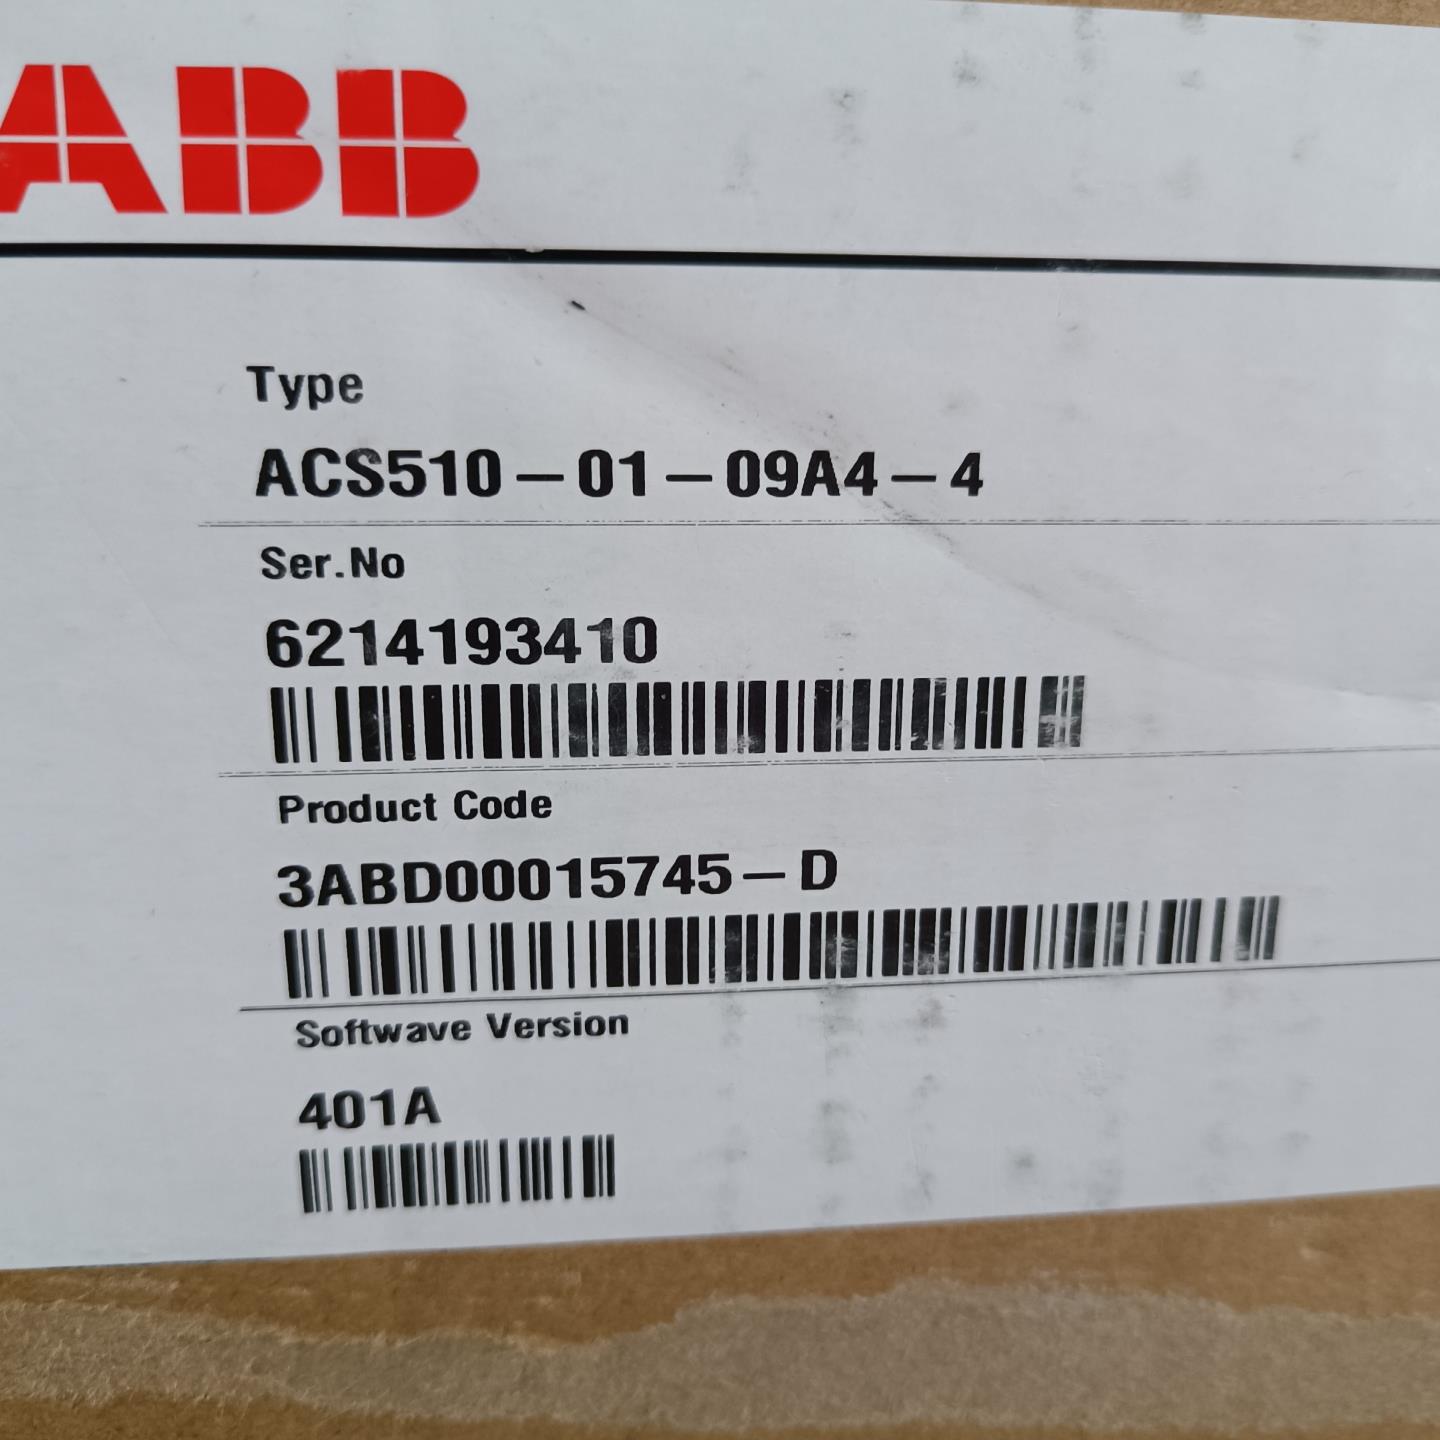 ABB
Type
ACS510-01-09A4-4
Ser.No
6214193410
Product Code
3ABD00015745-D
Softwave Version
401A